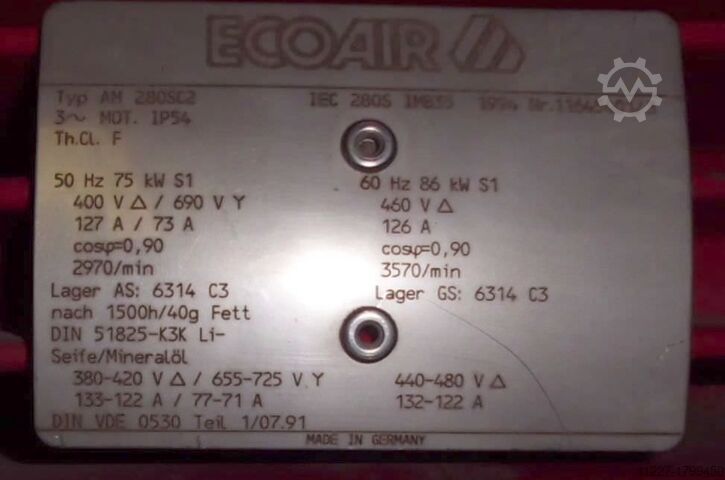 ECOAIR
Typ AM 280SC2 IEC 280S IMB35 1994
3~ MOT. IP54
Th.Cl. F
50 Hz 75 kW S1 60 Hz 86 kW S1
400 V Δ / 690 V Y 460 V Δ
127 A / 73 A 126 A
cosφ=0,90 cosφ=0,90
2970/min 3570/min
Lager AS: 6314 C3 Lager GS: 6314 C3
nach 1500h/40g Fett
DIN 51825-K3K Li-
Seife/Mineralöl
380-420 V Δ / 655-725 V Y 440-480 V Δ
133-122 A / 77-71 A 132-122 A
DIN VDE 0530 Teil 1/07.91
MADE IN GERMANY